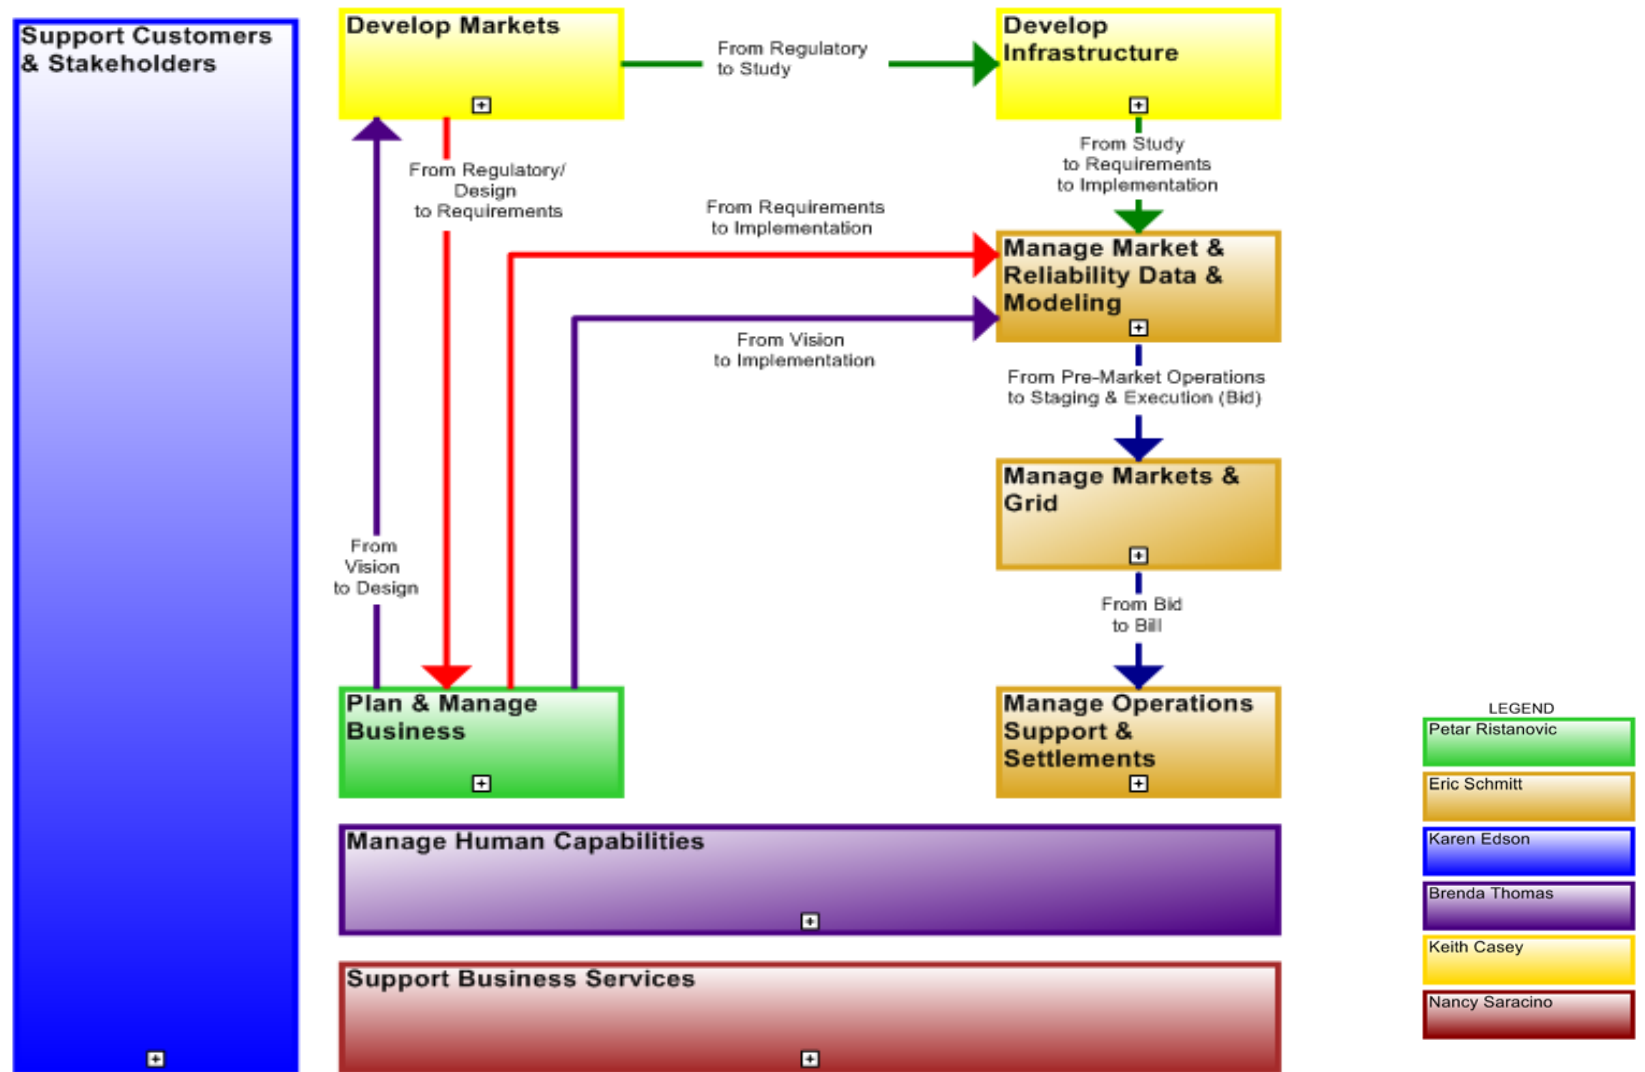 Support Customers
& Stakeholders
Develop Markets
From Regulatory
to Study
Develop
Infrastructure
From Regulatory/
Design
to Requirements
From Study
to Requirements
to Implementation
From Requirements
to Implementation
Manage Market &
Reliability Data &
Modeling
From Vision
to Implementation
From Pre-Market Operations
to Staging & Execution (Bid)
Manage Markets &
Grid
From
Vision
to Design
From Bid
to Bill
Plan & Manage
Business
Manage Operations
Support &
Settlements
Manage Human Capabilities
Support Business Services
LEGEND
Petar Ristanovic
Eric Schmitt
Karen Edson
Brenda Thomas
Keith Casey
Nancy Saracino